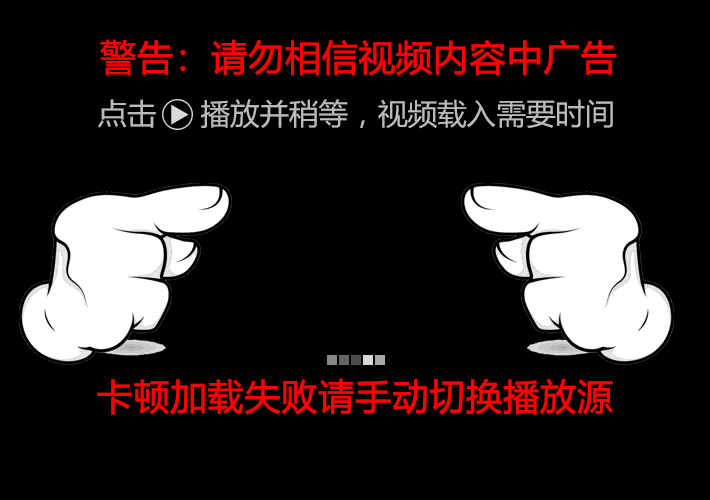 警告：请勿相信视频内容中广告
点击播放并稍等，视频载入需要时间
卡顿加载失败请手动切换播放源